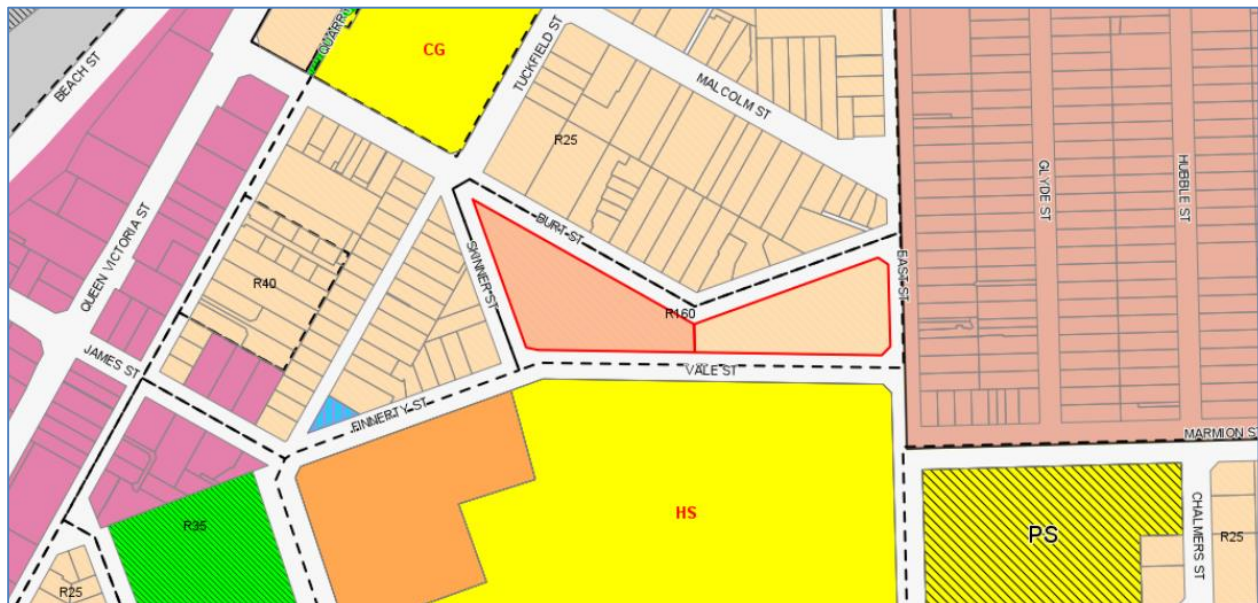 QUARRY
CG
BEACH ST
TUCKFIELD ST
MALCOLM ST
R25
GLYDE ST
HUBBLE ST
QUEEN VICTORIA ST
BURT ST
SKINNER ST
EAST ST
R40
R160
JAMES ST
VALE ST
FINNERTY ST
MARMION ST
HS
R35
PS
CHALMERS ST
R25
R25